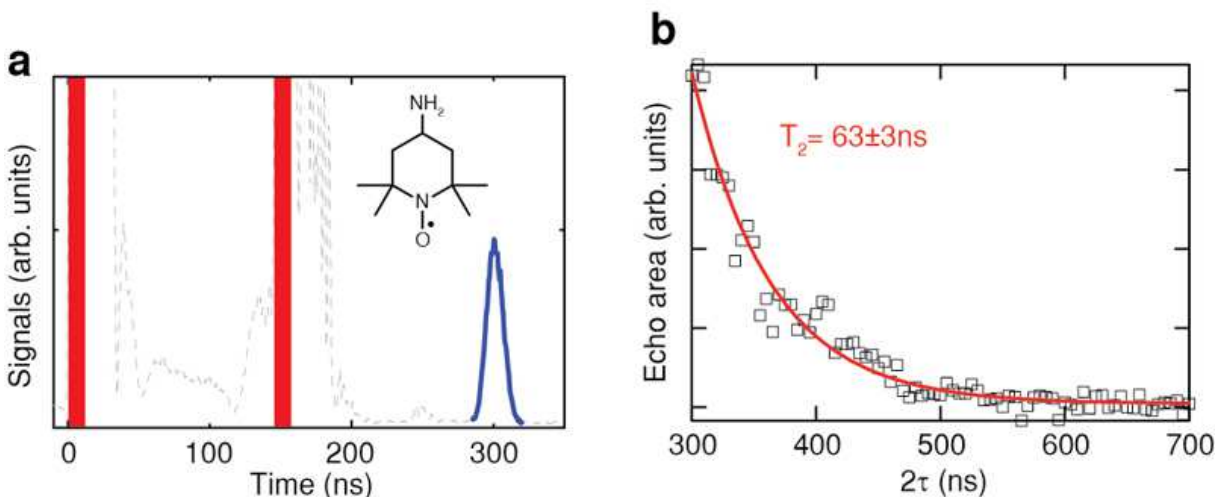 a
Signals (arb. units)
NH₂
N
O
0 100 200 300
Time (ns)
b
Echo area (arb. units)
T₂= 63±3ns
300 400 500 600 700
2τ (ns)